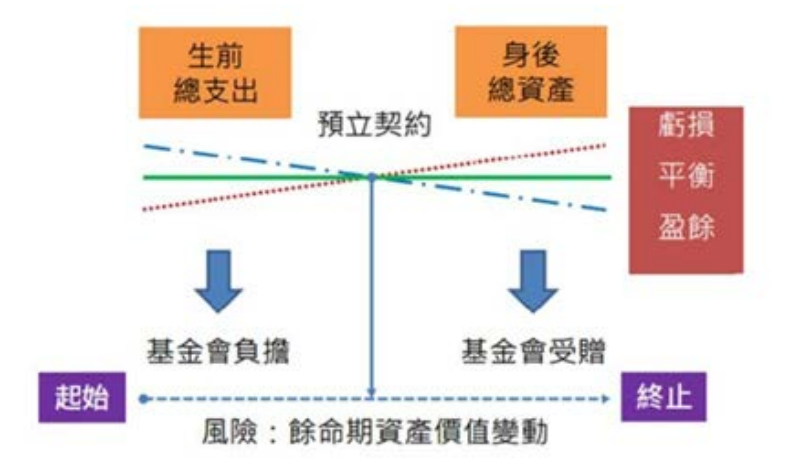 生前
總支出
身後
總資產
預立契約
虧損
平衡
盈餘
基金會負擔
基金會受贈
起始
終止
風險：餘命期資產價值變動